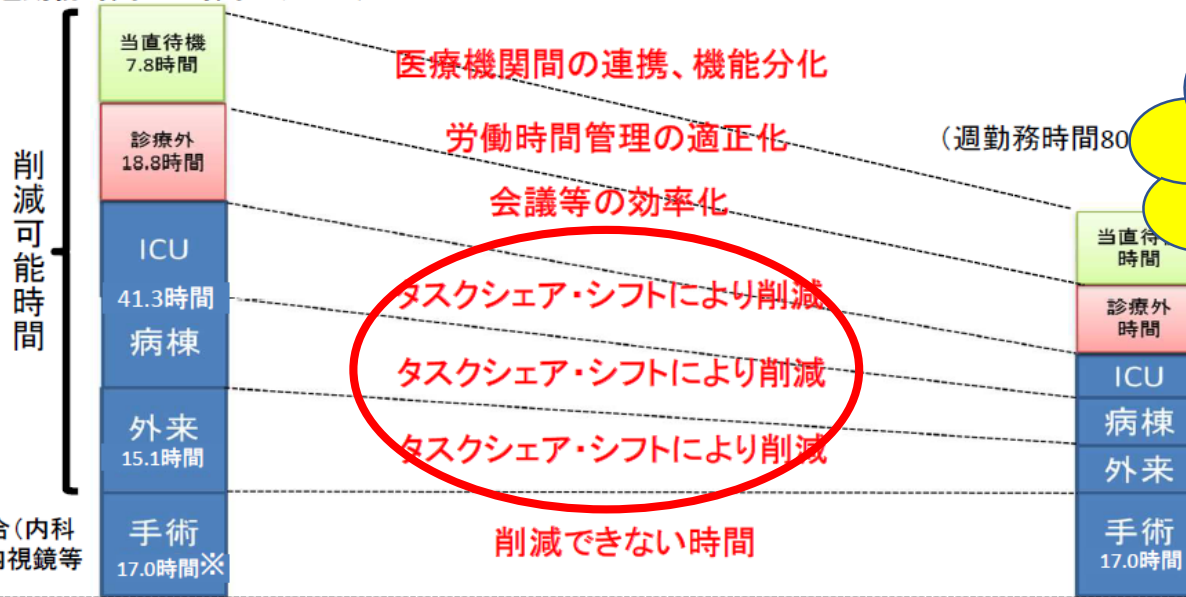 当直待機
7.8時間
診療外
18.8時間
ICU
41.3時間
病棟
外来
15.1時間
手術
17.0時間※
削減可能時間
合(内科
内視鏡等
医療機関間の連携、機能分化
労働時間管理の適正化
会議等の効率化
タスクシェア・シフトにより削減
タスクシェア・シフトにより削減
タスクシェア・シフトにより削減
削減できない時間
(週勤務時間80
当直待
時間
診療外
時間
ICU
病棟
外来
手術
17.0時間